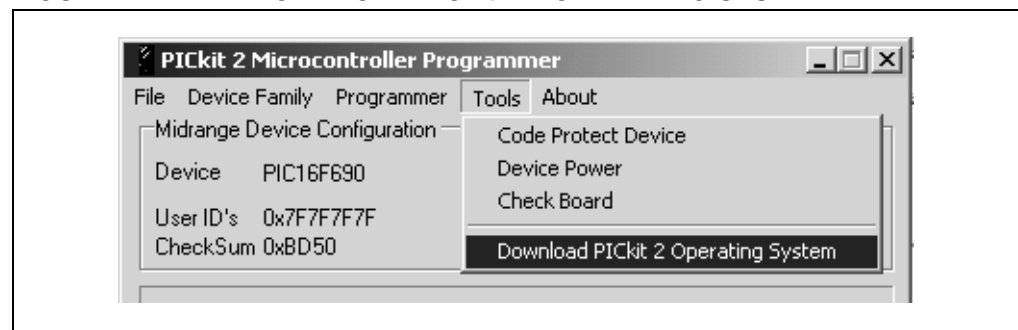 PICkit 2 Microcontroller Programmer
File Device Family Programmer Tools About
Midrange Device Configuration
Code Protect Device
Device PIC16F690
Device Power
Check Board
User ID's 0x7F7F7F7F
CheckSum 0xBD50
Download PICkit 2 Operating System